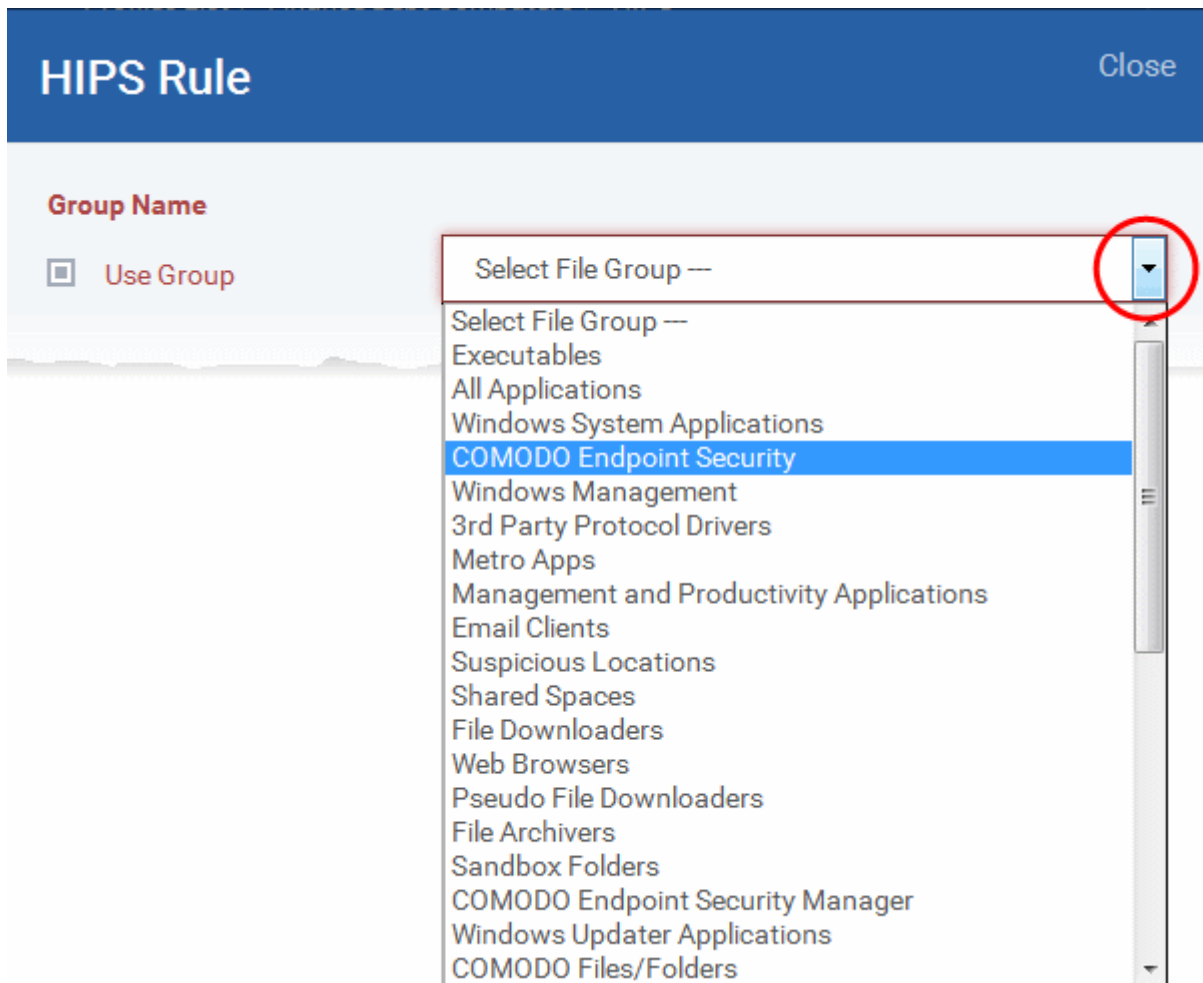 HIPS Rule
Close
Group Name
Use Group
Select File Group ---
Select File Group ---
Executables
All Applications
Windows System Applications
COMODO Endpoint Security
Windows Management
3rd Party Protocol Drivers
Metro Apps
Management and Productivity Applications
Email Clients
Suspicious Locations
Shared Spaces
File Downloaders
Web Browsers
Pseudo File Downloaders
File Archivers
Sandbox Folders
COMODO Endpoint Security Manager
Windows Updater Applications
COMODO Files/Folders